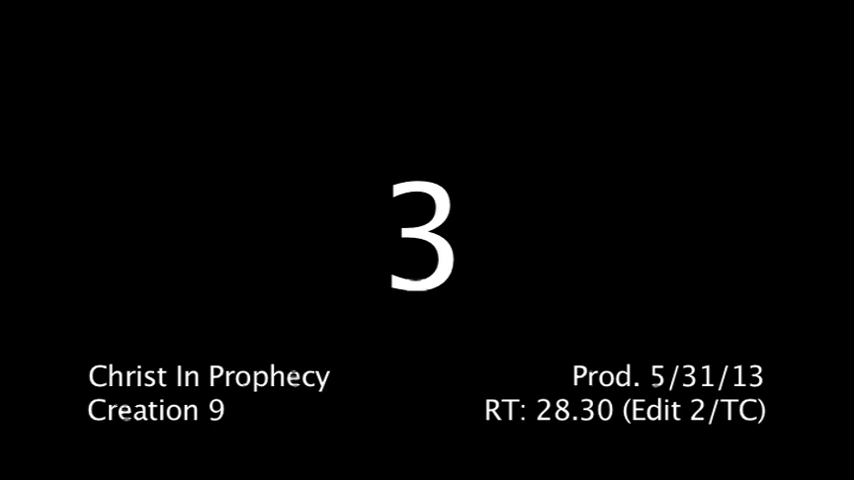 3
Christ In Prophecy
Creation 9
Prod. 5/31/13
RT: 28.30 (Edit 2/TC)